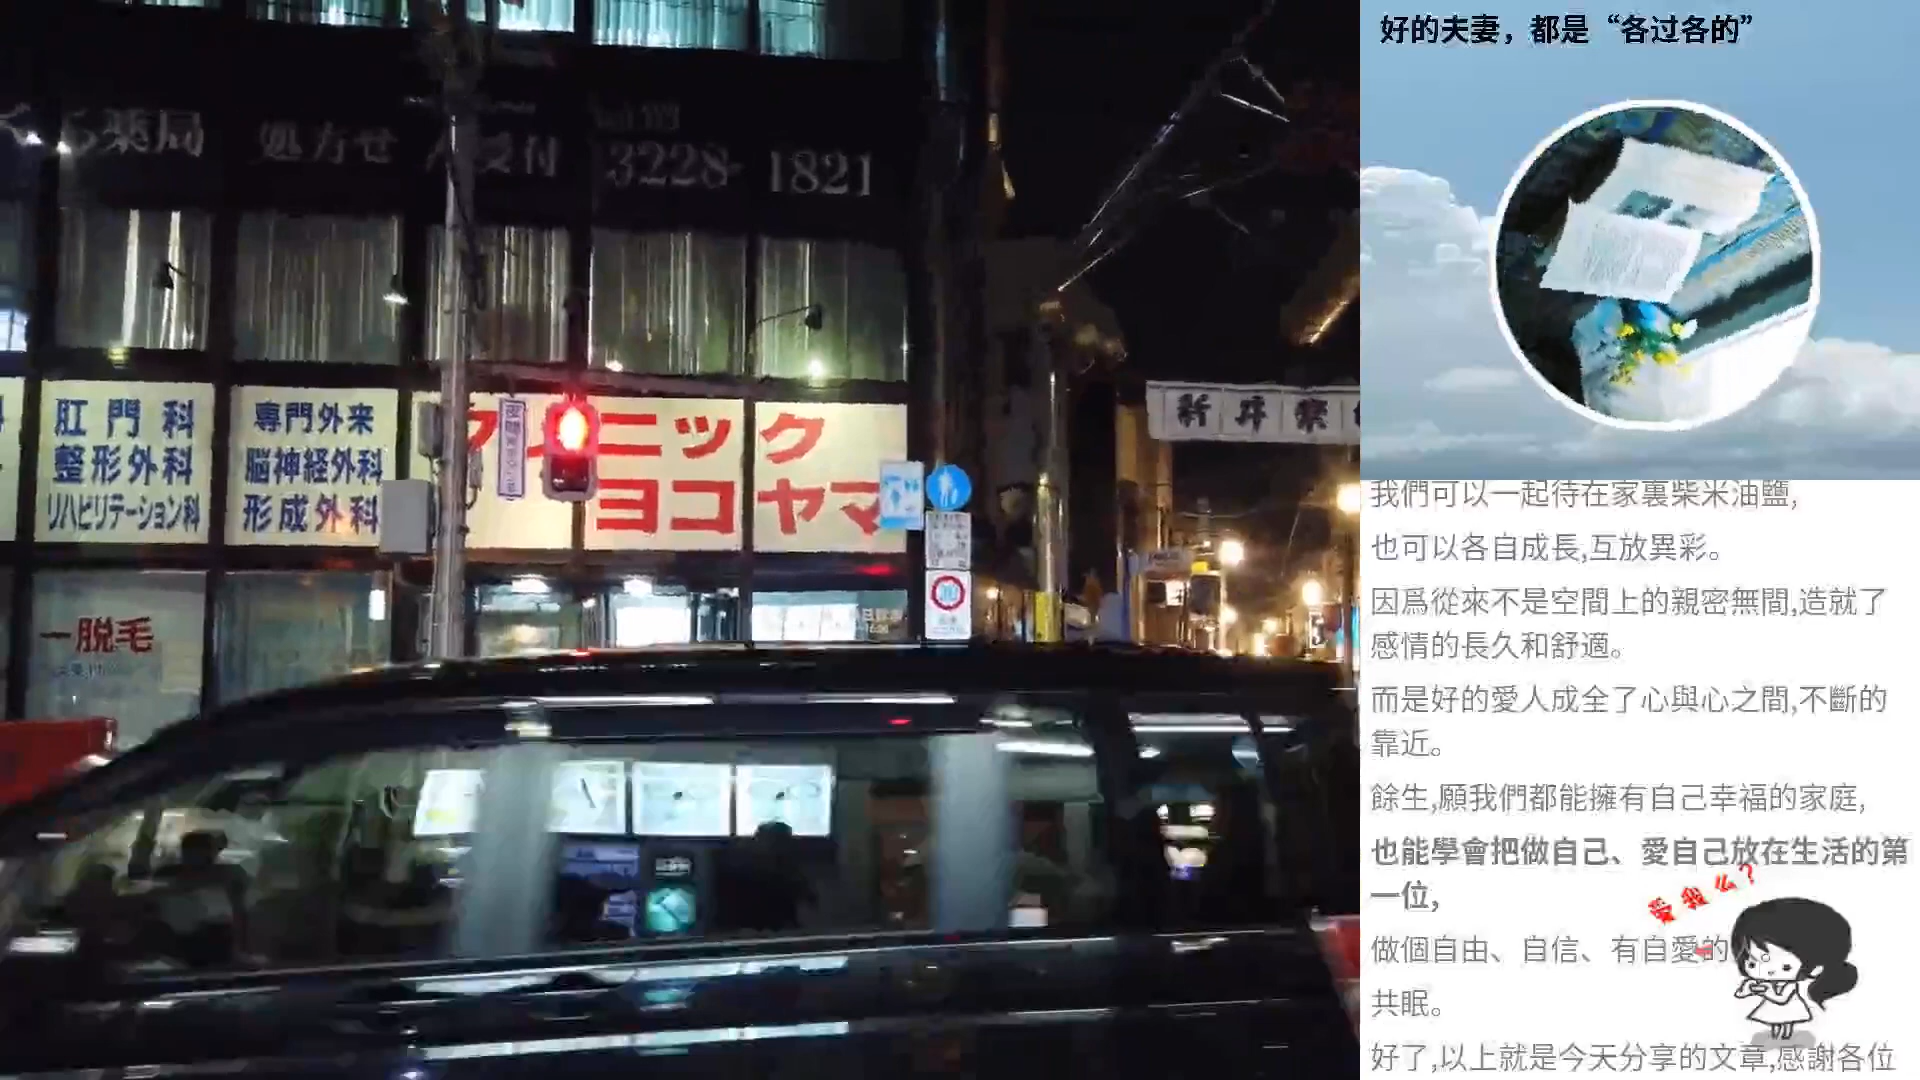 薬局
処方せ
受付
3228-1821
肛門科
整形外科
リハビリテーション科
専門外来
脳神経外科
形成外科
ニック
ヨコヤマ
脱毛
好的夫妻，都是“各过各的”
我們可以一起待在家裏柴米油鹽,
也可以各自成長,互放異彩。
因爲從來不是空間上的親密無間,造就了
感情的長久和舒適。
而是好的愛人成全了心與心之間,不斷的
靠近。
餘生,願我們都能擁有自己幸福的家庭,
也能學會把做自己、愛自己放在生活的第
一位,
爱我么?
做個自由、自信、有自愛的人。
共眠。
好了,以上就是今天分享的文章,感謝各位